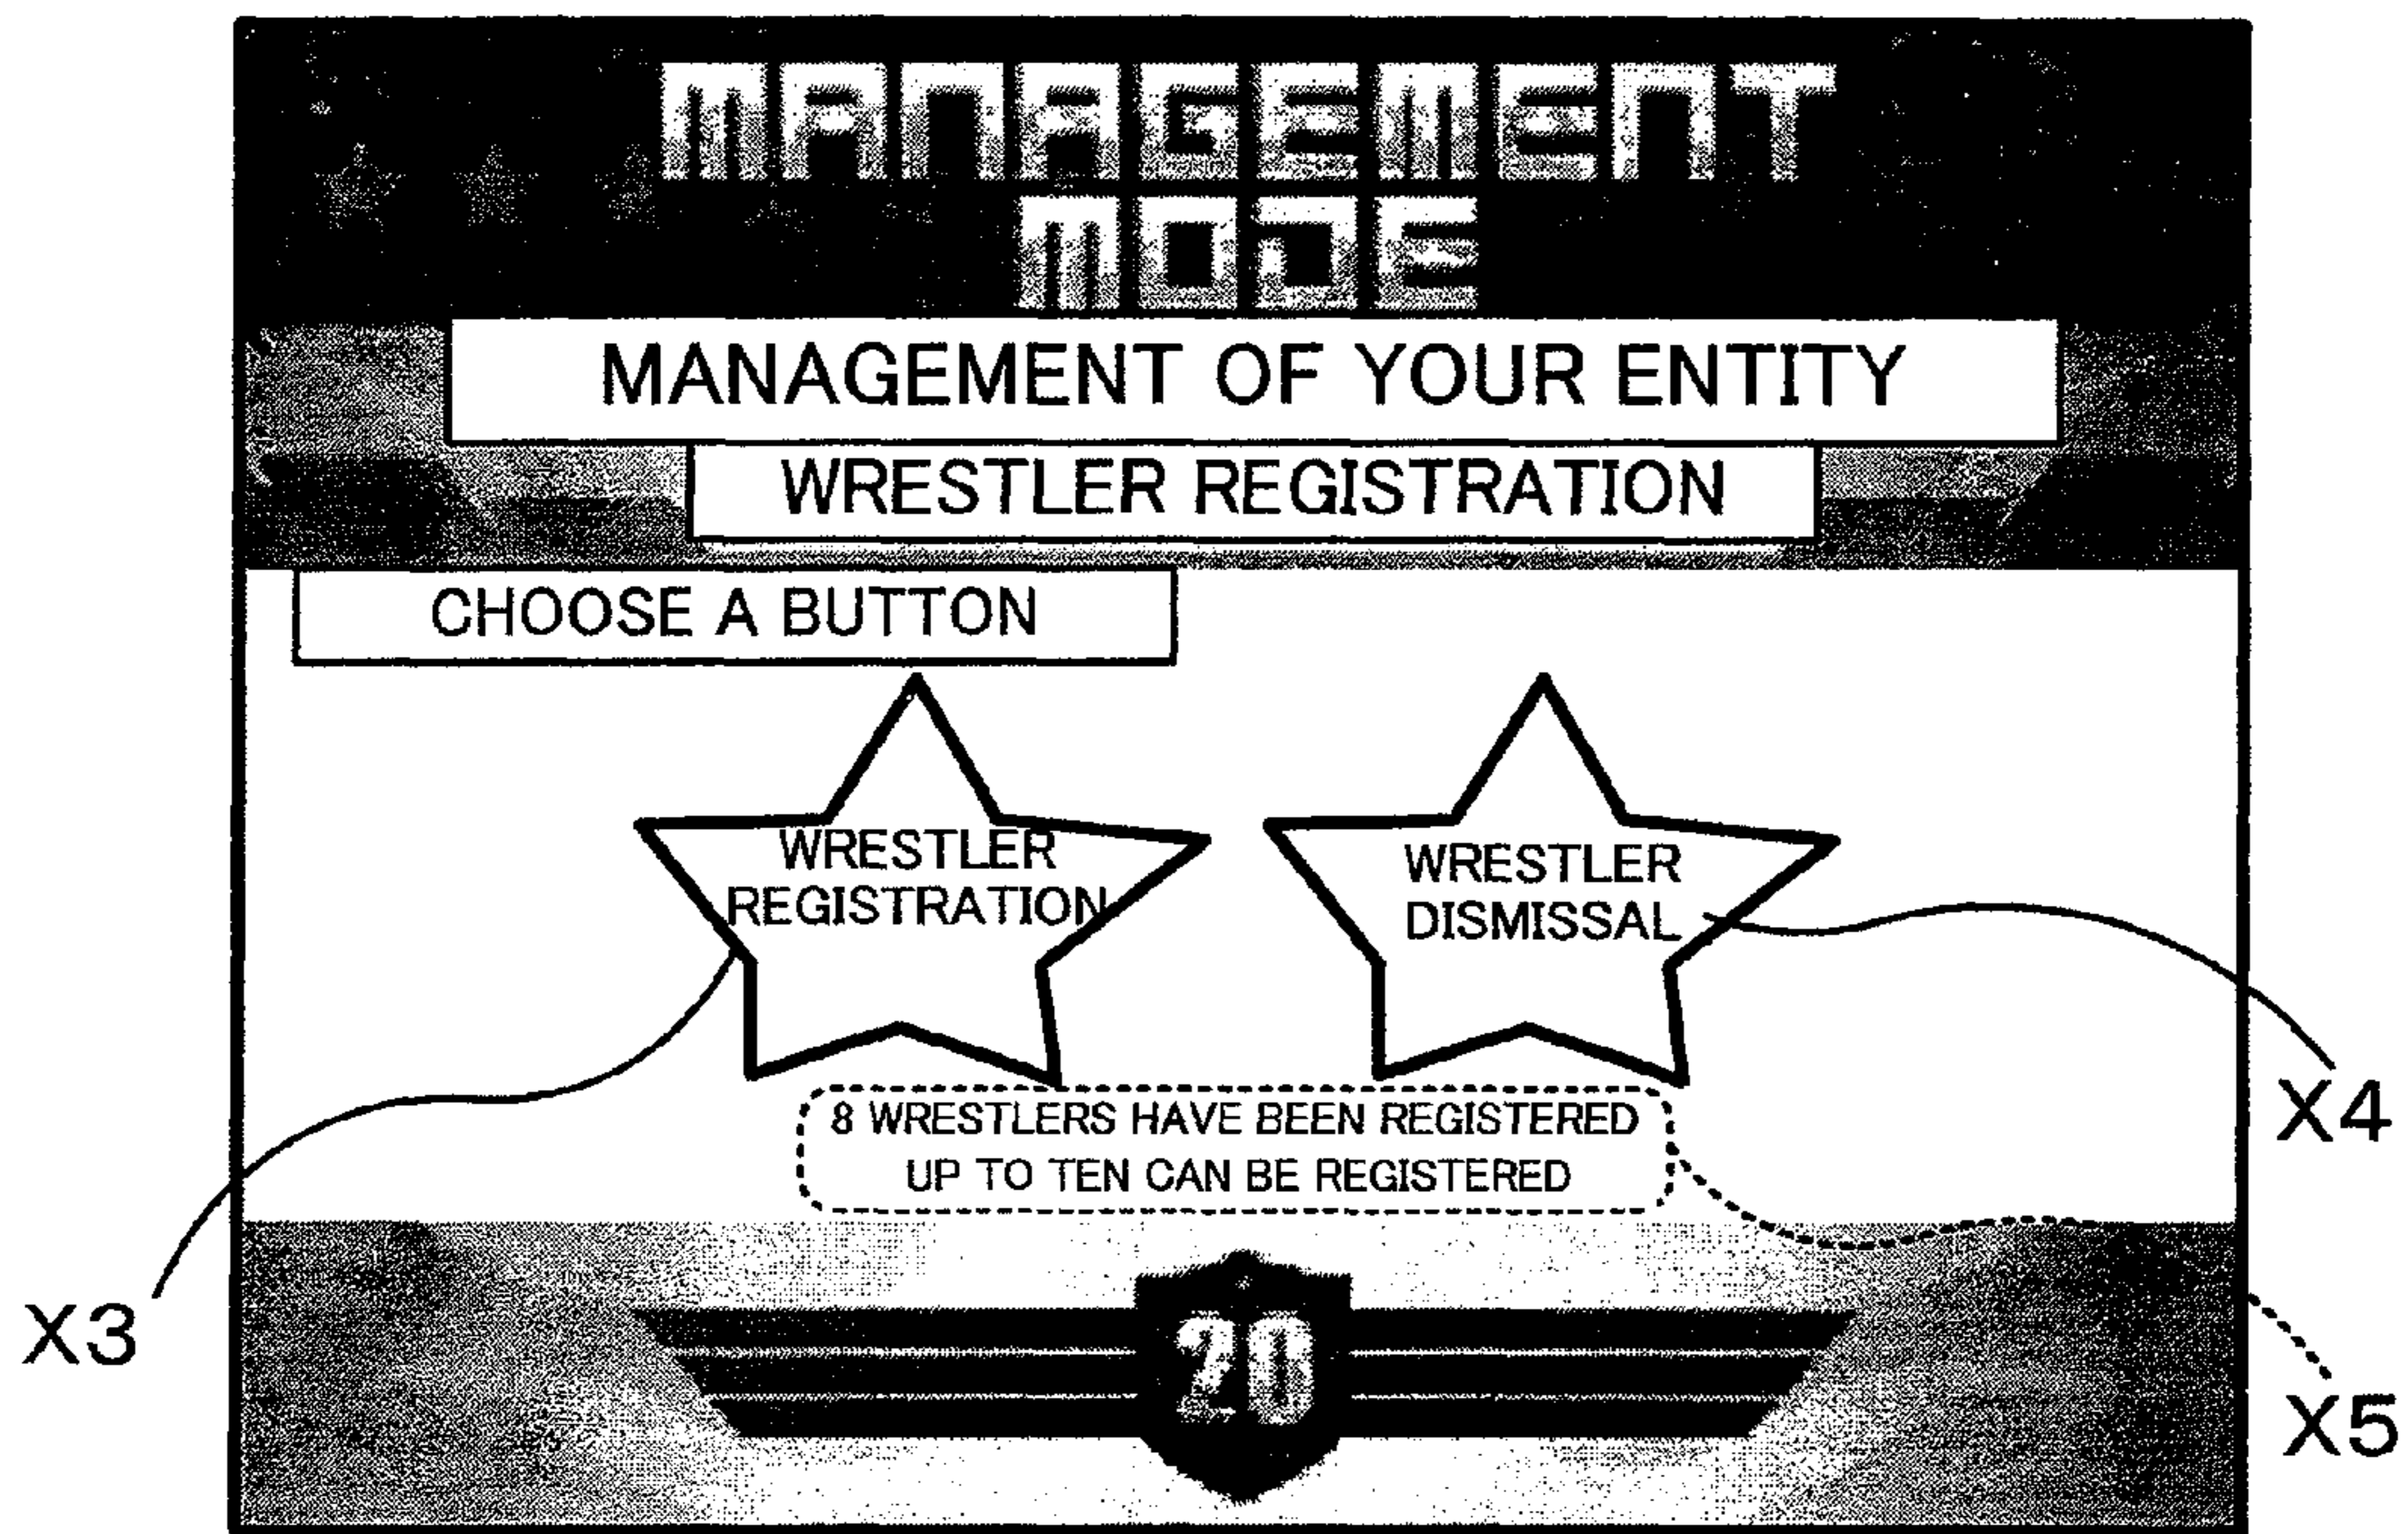 MANAGEMENT
MODE
MANAGEMENT OF YOUR ENTITY
WRESTLER REGISTRATION
CHOOSE A BUTTON
WRESTLER
REGISTRATION
WRESTLER
DISMISSAL
8 WRESTLERS HAVE BEEN REGISTERED
UP TO TEN CAN BE REGISTERED
X4
20
X3
X5